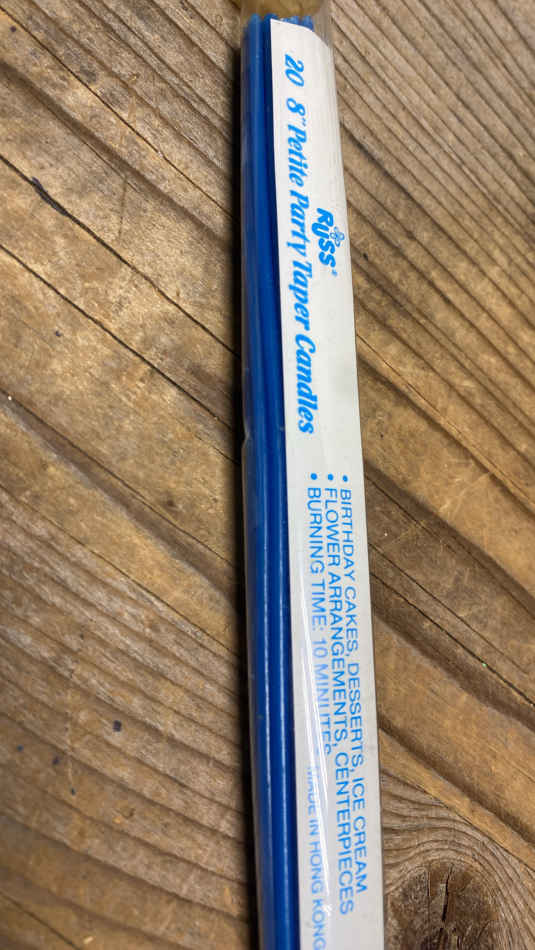 Russ®
20 8" Petite Party Taper Candles
• BIRTHDAY CAKES, DESSERTS, ICE CREAM
• FLOWER ARRANGEMENTS, CENTERPIECES
• BURNING TIME: 10 MINUTES
MADE IN HONG KONG